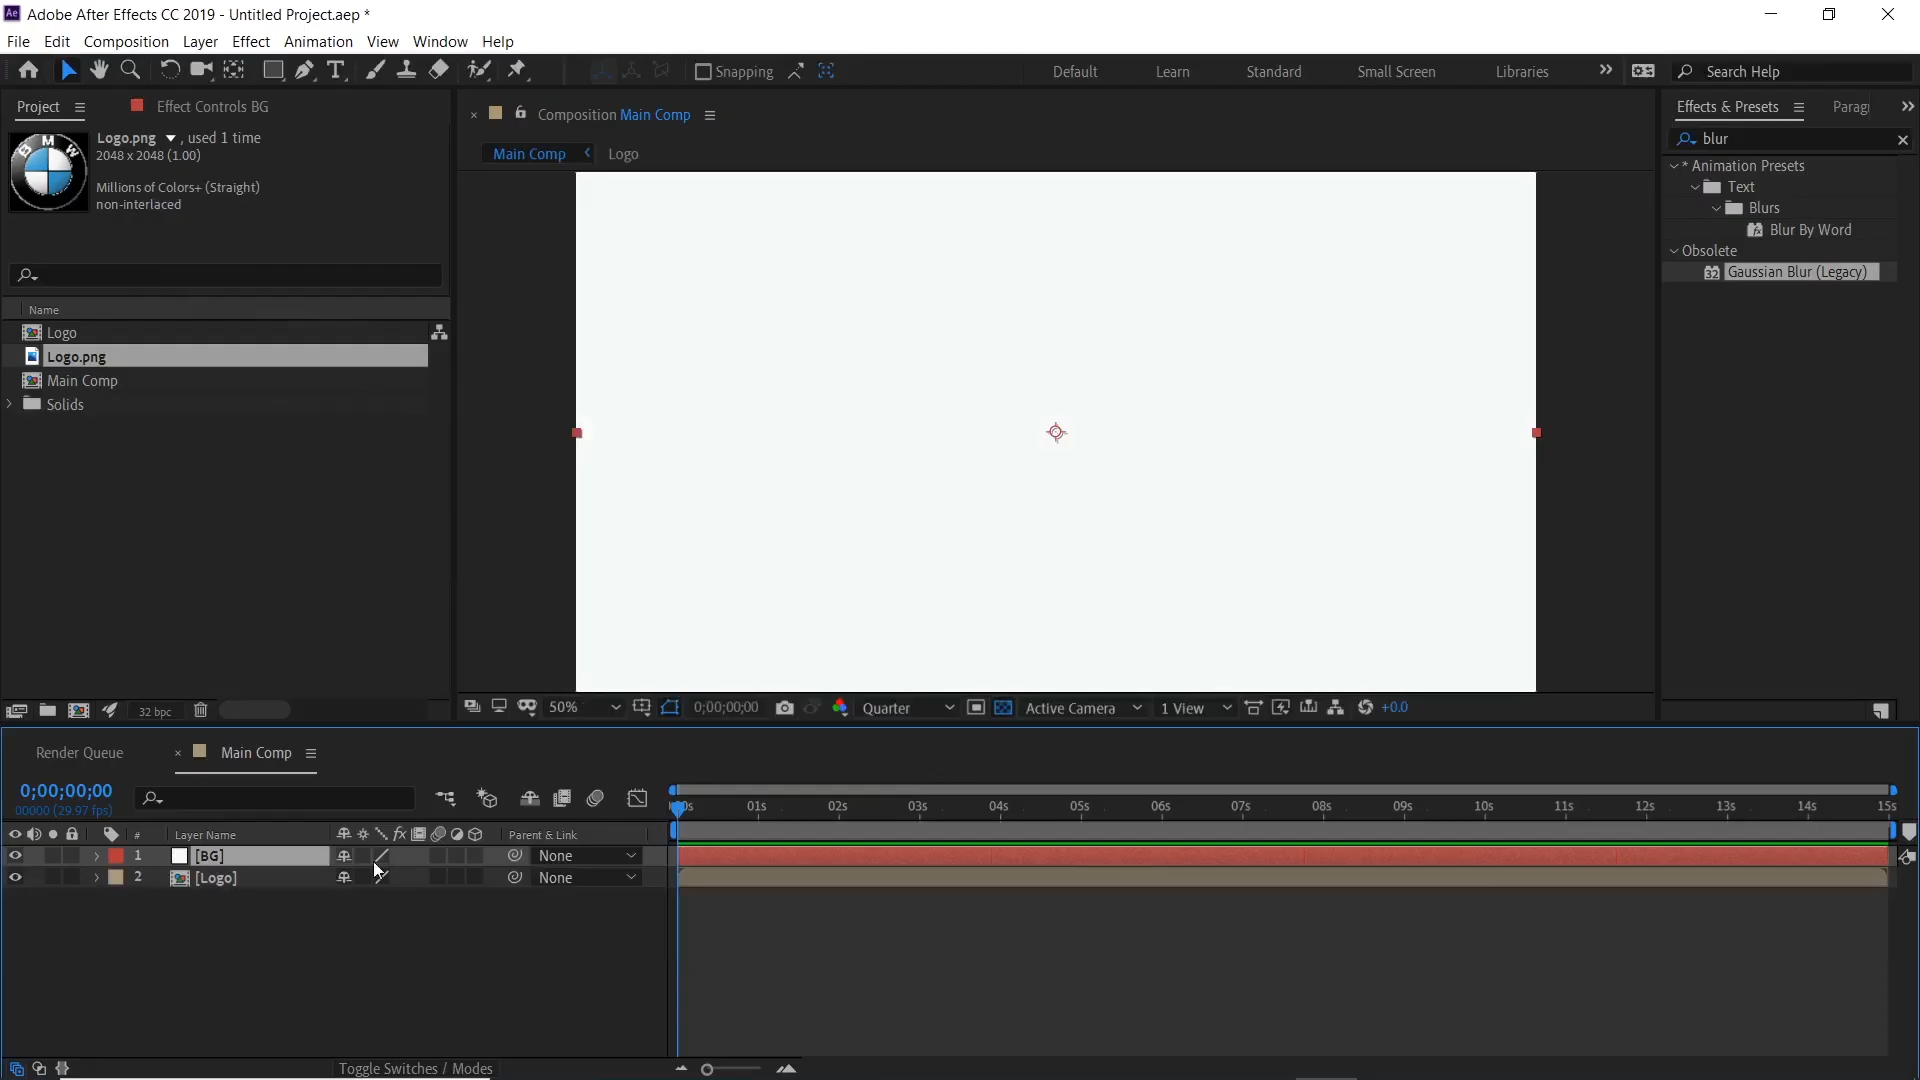 Adobe After Effects CC 2019 - Untitled Project.aep *
File Edit Composition Layer Effect Animation View Window Help
Snapping Default Learn Standard Small Screen Libraries Search Help
Project Effect Controls BG
Composition Main Comp
Effects & Presets Paragr
Logo.png , used 1 time
2048 x 2048 (1.00)
Millions of Colors+ (Straight)
non-interlaced
B M W
Main Comp Logo
blur
* Animation Presets
Text
Blurs
Blur By Word
Obsolete
32 Gaussian Blur (Legacy)
Name
Logo
Logo.png
Main Comp
Solids
32 bpc
50% 0;00;00;00 Quarter Active Camera 1 View +0.0
Render Queue Main Comp
0;00;00;00
00000 (29.97 fps)
01s 02s 03s 04s 05s 06s 07s 08s 09s 10s 11s 12s 13s 14s 15s
# Layer Name fx Parent & Link
1 [BG] None
2 [Logo] None
Toggle Switches / Modes